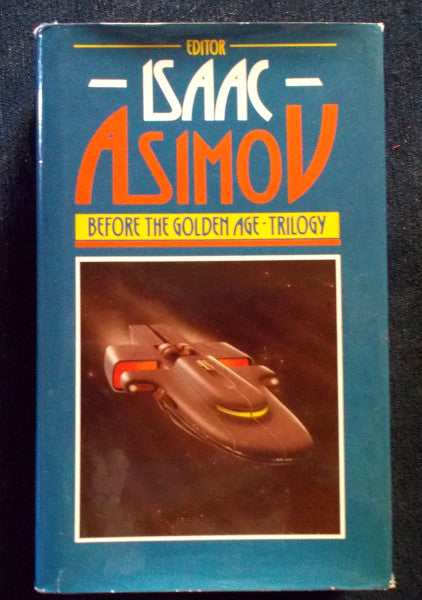 EDITOR
ISAAC
ASIMOV
BEFORE THE GOLDEN AGE · TRILOGY